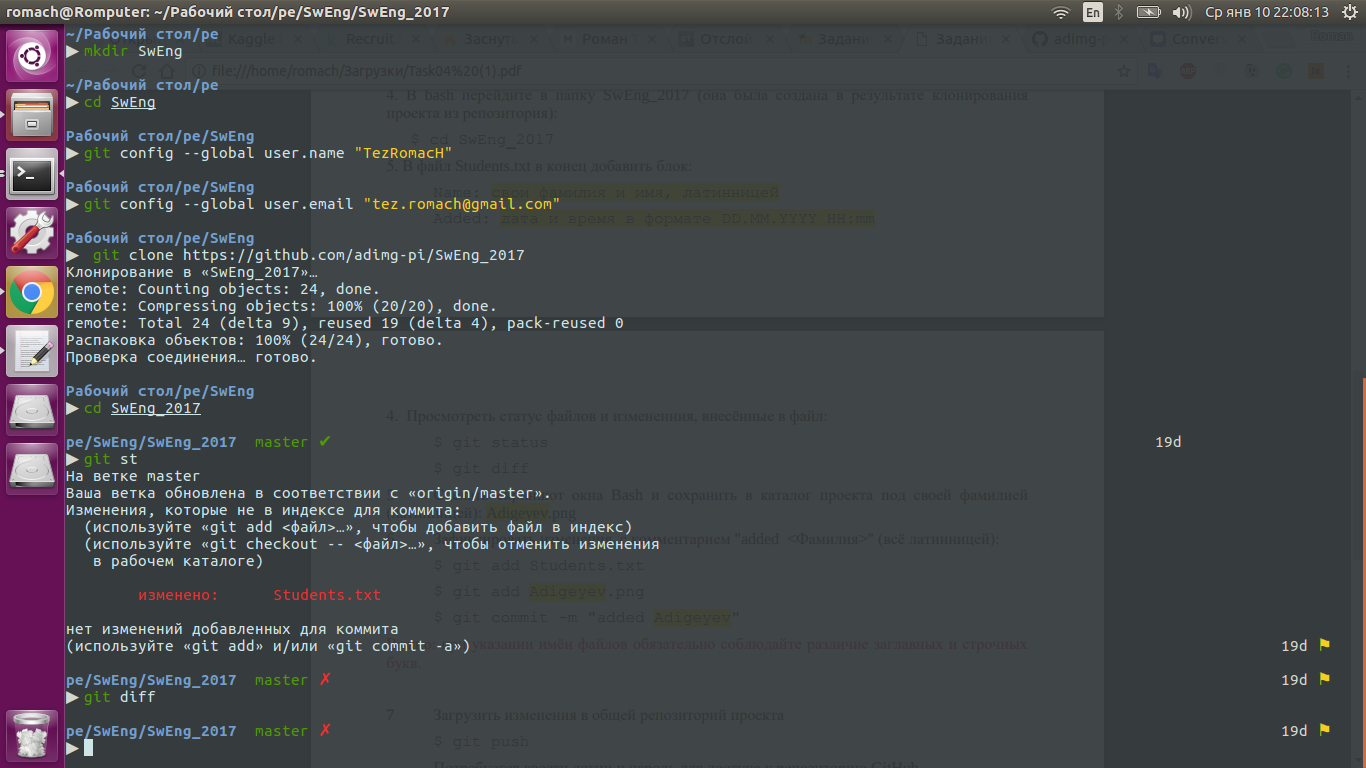 romach@Romputer: ~/Рабочий стол/pe/SwEng/SwEng_2017
En
Ср янв 10 22:08:13
~/Рабочий стол/pe
▶ mkdir SwEng
~/Рабочий стол/pe
▶ cd SwEng
Рабочий стол/pe/SwEng
▶ git config --global user.name "TezRomacH"
Рабочий стол/pe/SwEng
▶ git config --global user.email "tez.romach@gmail.com"
Рабочий стол/pe/SwEng
▶  git clone https://github.com/adimg-pi/SwEng_2017
Клонирование в «SwEng_2017»…
remote: Counting objects: 24, done.
remote: Compressing objects: 100% (20/20), done.
remote: Total 24 (delta 9), reused 19 (delta 4), pack-reused 0
Распаковка объектов: 100% (24/24), готово.
Проверка соединения… готово.
Рабочий стол/pe/SwEng
▶ cd SwEng_2017
pe/SwEng/SwEng_2017  master ✔ 19d
▶ git st
На ветке master
Ваша ветка обновлена в соответствии с «origin/master».
Изменения, которые не в индексе для коммита:
  (используйте «git add <файл>…», чтобы добавить файл в индекс)
  (используйте «git checkout -- <файл>…», чтобы отменить изменения
   в рабочем каталоге)
изменено:      Students.txt
нет изменений добавленных для коммита
(используйте «git add» и/или «git commit -a»)
19d ⚑
pe/SwEng/SwEng_2017  master ✗ 19d ⚑
▶ git diff
pe/SwEng/SwEng_2017  master ✗ 19d ⚑
▶
Kaggle
Recruit
Заснут
Роман
Отслой
Задани
Задани
adimg
Conver
file:///home/romach/Загрузки/Task04%20(1).pdf
4. В bash перейдите в папку SwEng_2017 (она была создана в результате клонирования
проекта из репозитория):
$ cd SwEng_2017
5. В файл Students.txt в конец добавить блок:
Name: свои фамилия и имя, латинницей
Added: дата и время в формате DD.MM.YYYY HH:mm
4. Просмотреть статус файлов и изменения, внесённые в файл:
$ git status
$ git diff
окна Bash и сохранить в каталог проекта под своей фамилией
Adigeyev.png
комментарием "added <Фамилия>" (всё латинницей):
$ git add Students.txt
$ git add Adigeyev.png
$ git commit -m "added Adigeyev"
указании имён файлов обязательно соблюдайте различие заглавных и строчных
букв.
7 Загрузить изменения в общей репозиторий проекта
$ git push